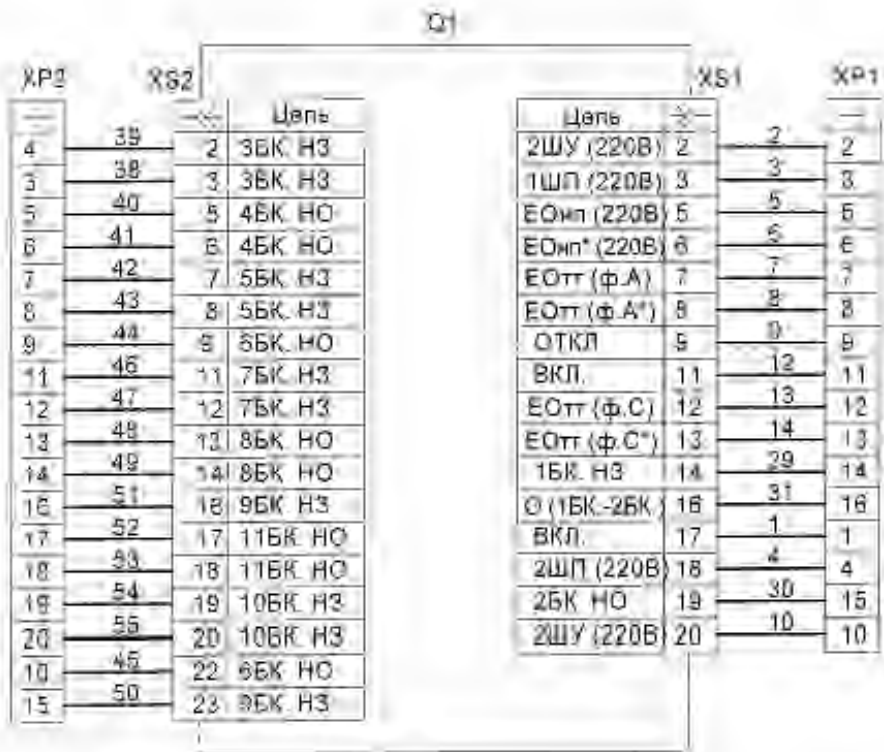 Q1
XP2 XS2 XS1 XP1
Цепь
4 39 2 3БК. НЗ
3 38 3 3БК. НЗ
5 40 5 4БК. НО
6 41 6 4БК. НО
7 42 7 5БК. НЗ
8 43 8 5БК. НЗ
9 44 9 6БК. НО
11 46 11 7БК. НЗ
12 47 12 7БК. НЗ
13 48 13 8БК. НО
14 49 14 8БК. НО
16 51 16 9БК. НЗ
17 52 17 11БК. НО
18 53 18 11БК. НО
19 54 19 10БК. НЗ
20 55 20 10БК. НЗ
10 45 22 6БК. НО
15 50 23 9БК. НЗ
Цепь
2ШУ (220В) 2 2 2
1ШП (220В) 3 3 3
ЕОнп (220В) 5 5 5
ЕОнп* (220В) 6 6 6
ЕОтт (ф.А) 7 7 7
ЕОтт (ф.А*) 8 8 8
ОТКЛ 9 9 9
ВКЛ. 11 12 11
ЕОтт (ф.С) 12 13 12
ЕОтт (ф.С*) 13 14 13
1БК. НЗ 14 29 14
О (1БК.-2БК.) 16 31 16
ВКЛ. 17 1 1
2ШП (220В) 18 4 4
2БК НО 19 30 15
2ШУ (220В) 20 10 10